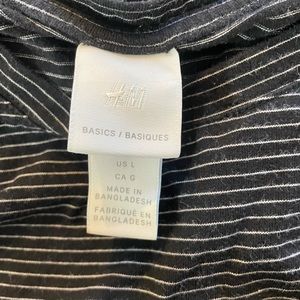 H&M
BASICS / BASIQUES
US L
CA G
MADE IN
BANGLADESH
FABRIQUÉ EN
BANGLADESH